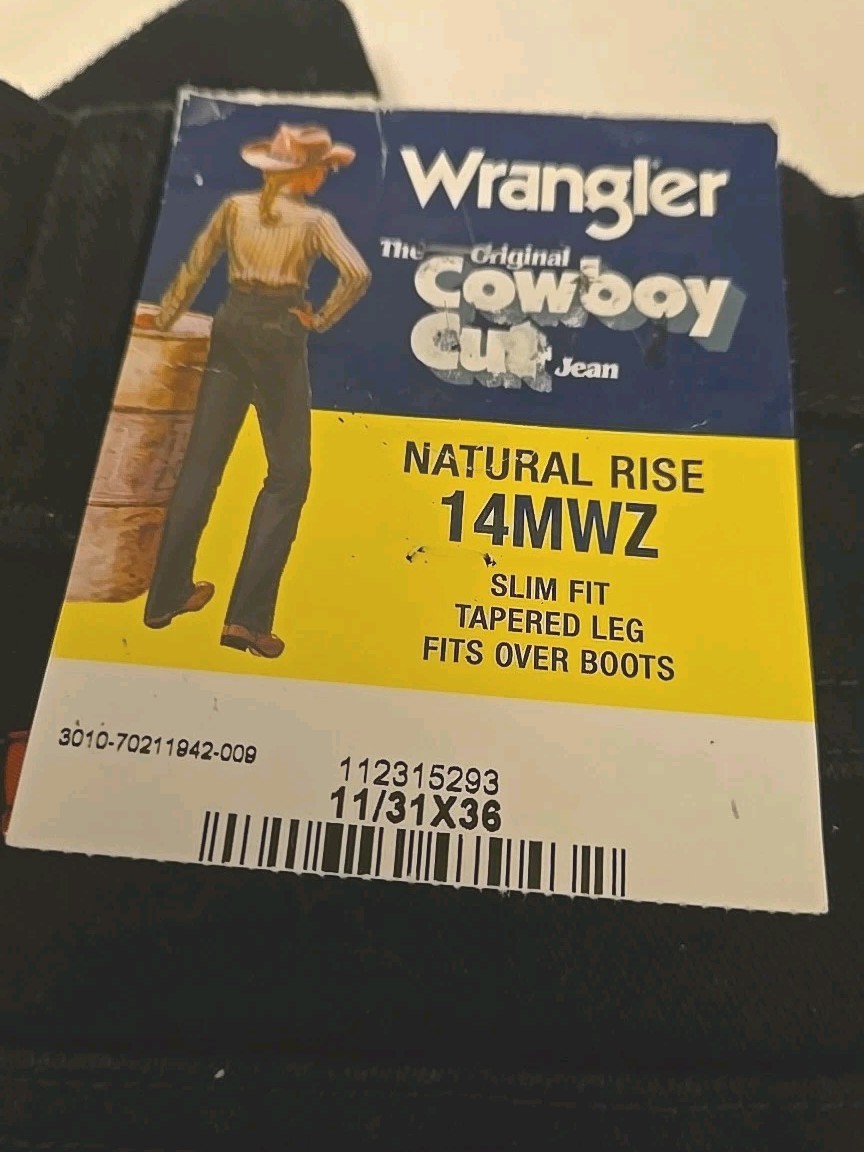 Wrangler
The Original
Cowboy
Cut Jean
NATURAL RISE
14MWZ
SLIM FIT
TAPERED LEG
FITS OVER BOOTS
3010-70211842-009
112315293
11/31X36